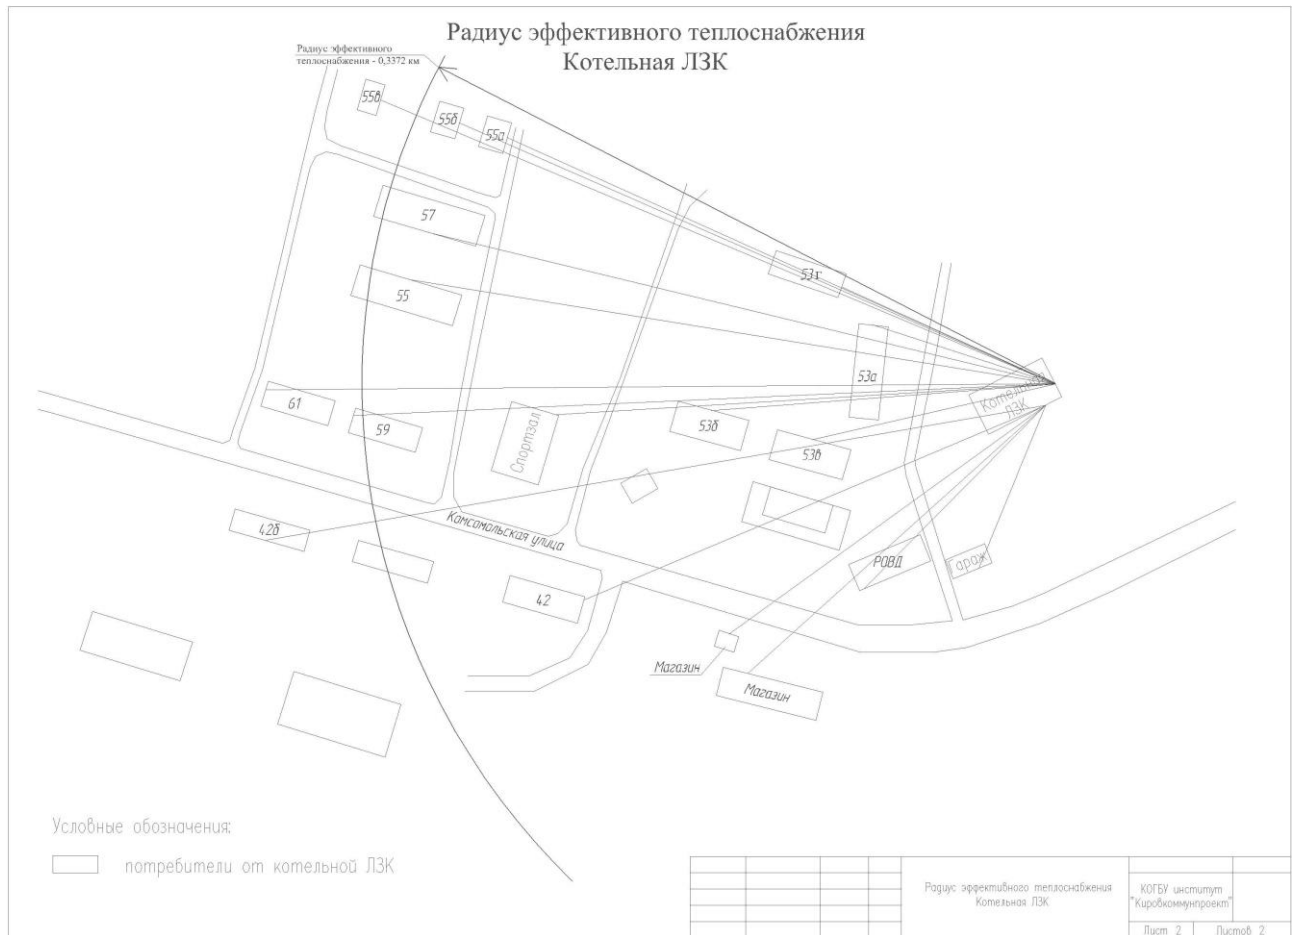 Радиус эффективного теплоснабжения
Котельная ЛЗК
Радиус эффективного
теплоснабжения - 0,3372 км
55в
55б
55а
57
53г
55
53а
Котельная
ЛЗК
61
59
Спортзал
53б
53в
42б
Комсомольская улица
РОВД
Гараж
42
Магазин
Магазин
Условные обозначения:
потребители от котельной ЛЗК
Радиус эффективного теплоснабжения
Котельная ЛЗК
КОГБУ институт
"Кировкоммунпроект"
Лист 2
Листов 2